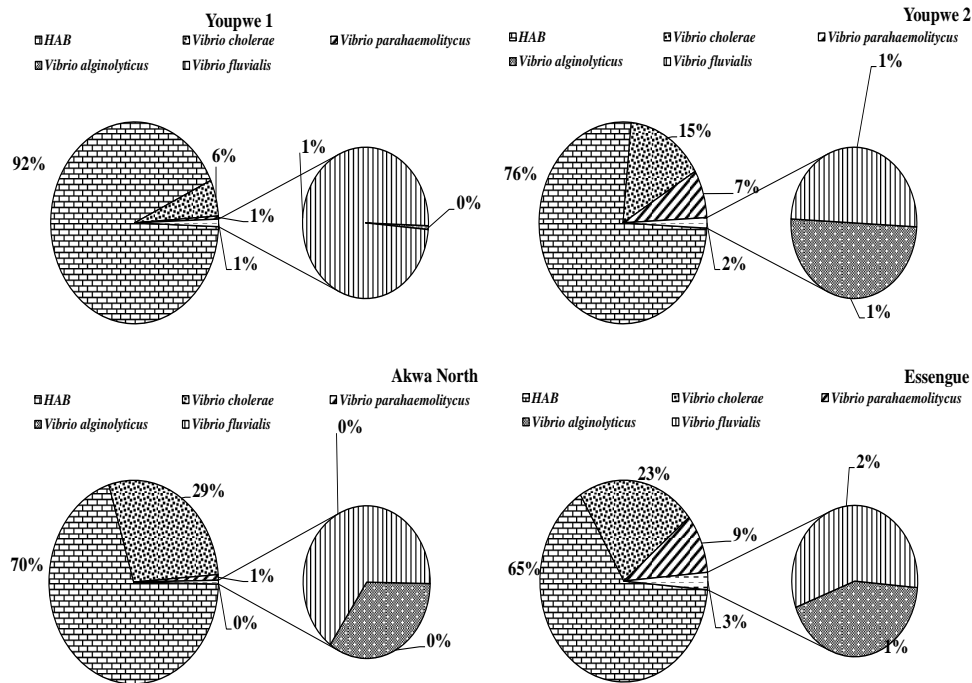 Youpwe 1
HAB Vibrio cholerae Vibrio parahaemolitycus
Vibrio alginolyticus Vibrio fluvialis
92%
6%
1%
1%
1%
0%
Youpwe 2
HAB Vibrio cholerae Vibrio parahaemolitycus
Vibrio alginolyticus Vibrio fluvialis
76%
15%
7%
2%
1%
1%
Akwa North
HAB Vibrio cholerae Vibrio parahaemolitycus
Vibrio alginolyticus Vibrio fluvialis
70%
29%
1%
0%
0%
0%
Essengue
HAB Vibrio cholerae Vibrio parahaemolitycus
Vibrio alginolyticus Vibrio fluvialis
65%
23%
9%
3%
2%
1%